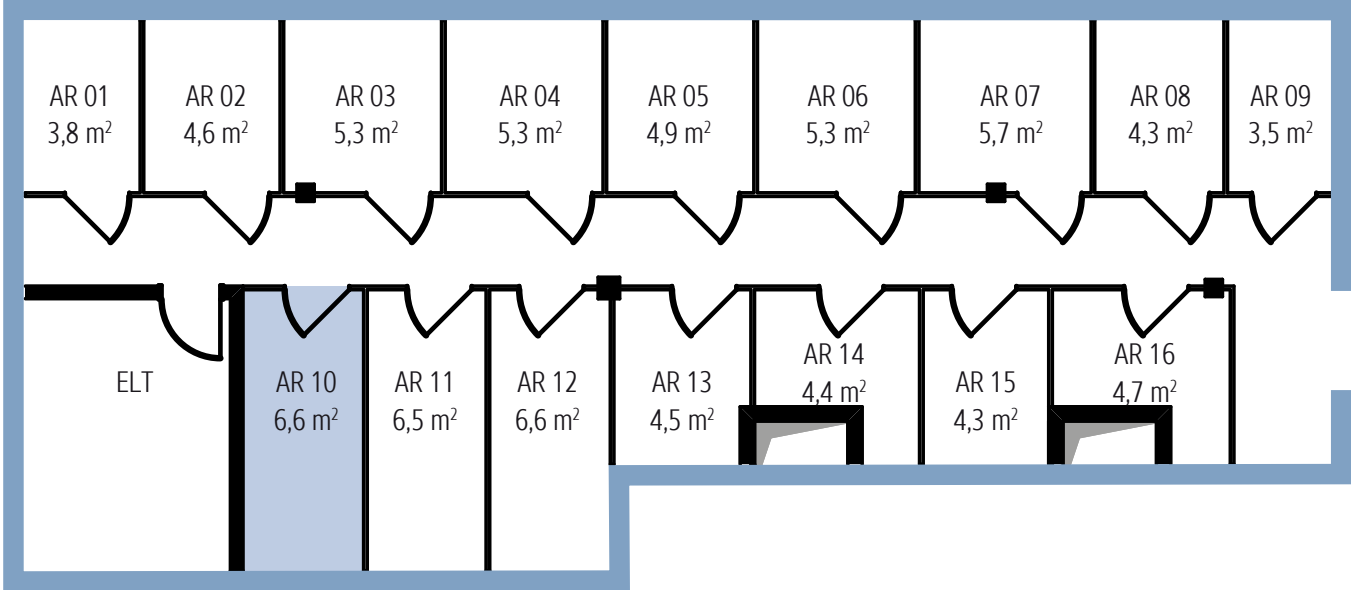 AR 01
3,8 m²
AR 02
4,6 m²
AR 03
5,3 m²
AR 04
5,3 m²
AR 05
4,9 m²
AR 06
5,3 m²
AR 07
5,7 m²
AR 08
4,3 m²
AR 09
3,5 m²
ELT
AR 10
6,6 m²
AR 11
6,5 m²
AR 12
6,6 m²
AR 13
4,5 m²
AR 14
4,4 m²
AR 15
4,3 m²
AR 16
4,7 m²